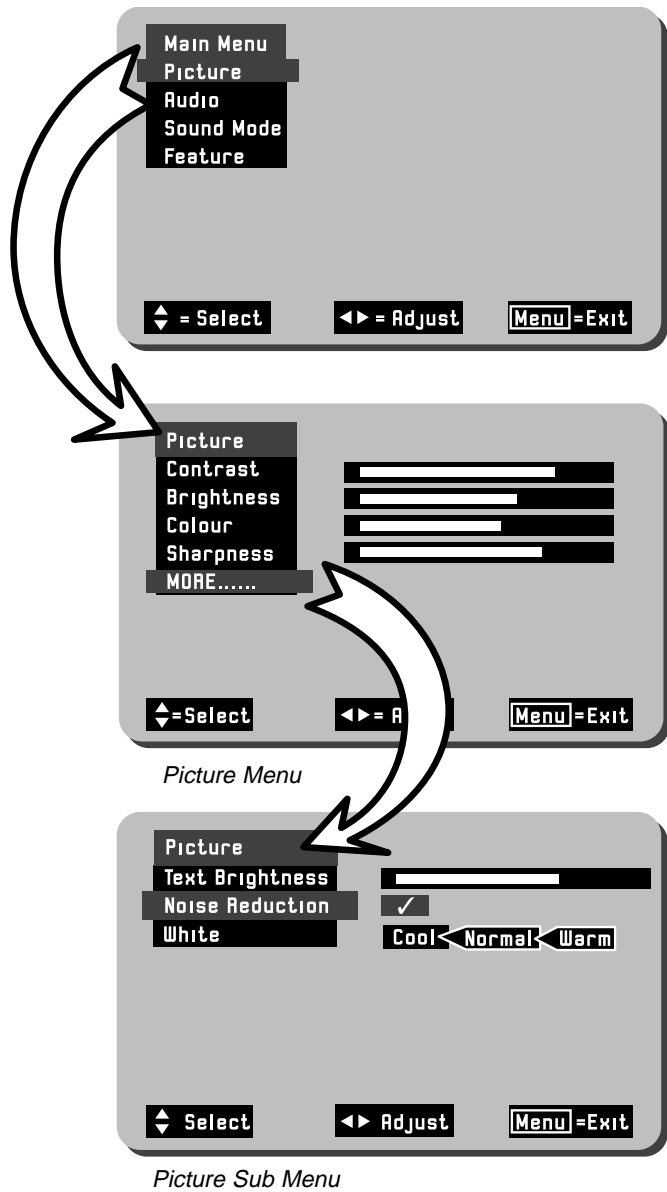 Main Menu
Picture
Audio
Sound Mode
Feature
= Select = Adjust Menu =Exit
Picture
Contrast
Brightness
Colour
Sharpness
MORE......
=Select = A Menu =Exit
Picture Menu
Picture
Text Brightness
Noise Reduction ✓
White Cool Normal Warm
Select Adjust Menu =Exit
Picture Sub Menu